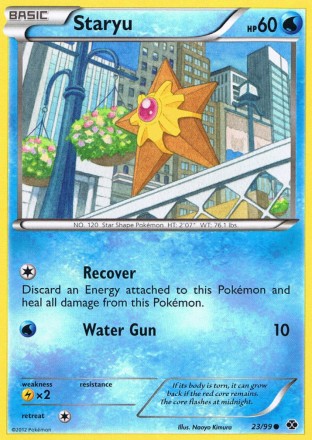 BASIC
Staryu
HP60
NO. 120 Star Shape Pokémon. HT: 2'07" WT: 76.1 lbs.
Recover
Discard an Energy attached to this Pokémon and
heal all damage from this Pokémon.
Water Gun 10
weakness resistance
×2
If its body is torn, it can grow
back if the red core remains.
the core flashes at midnight.
retreat
©2012 Pokémon Illus. Naoyo Kimura 23/99